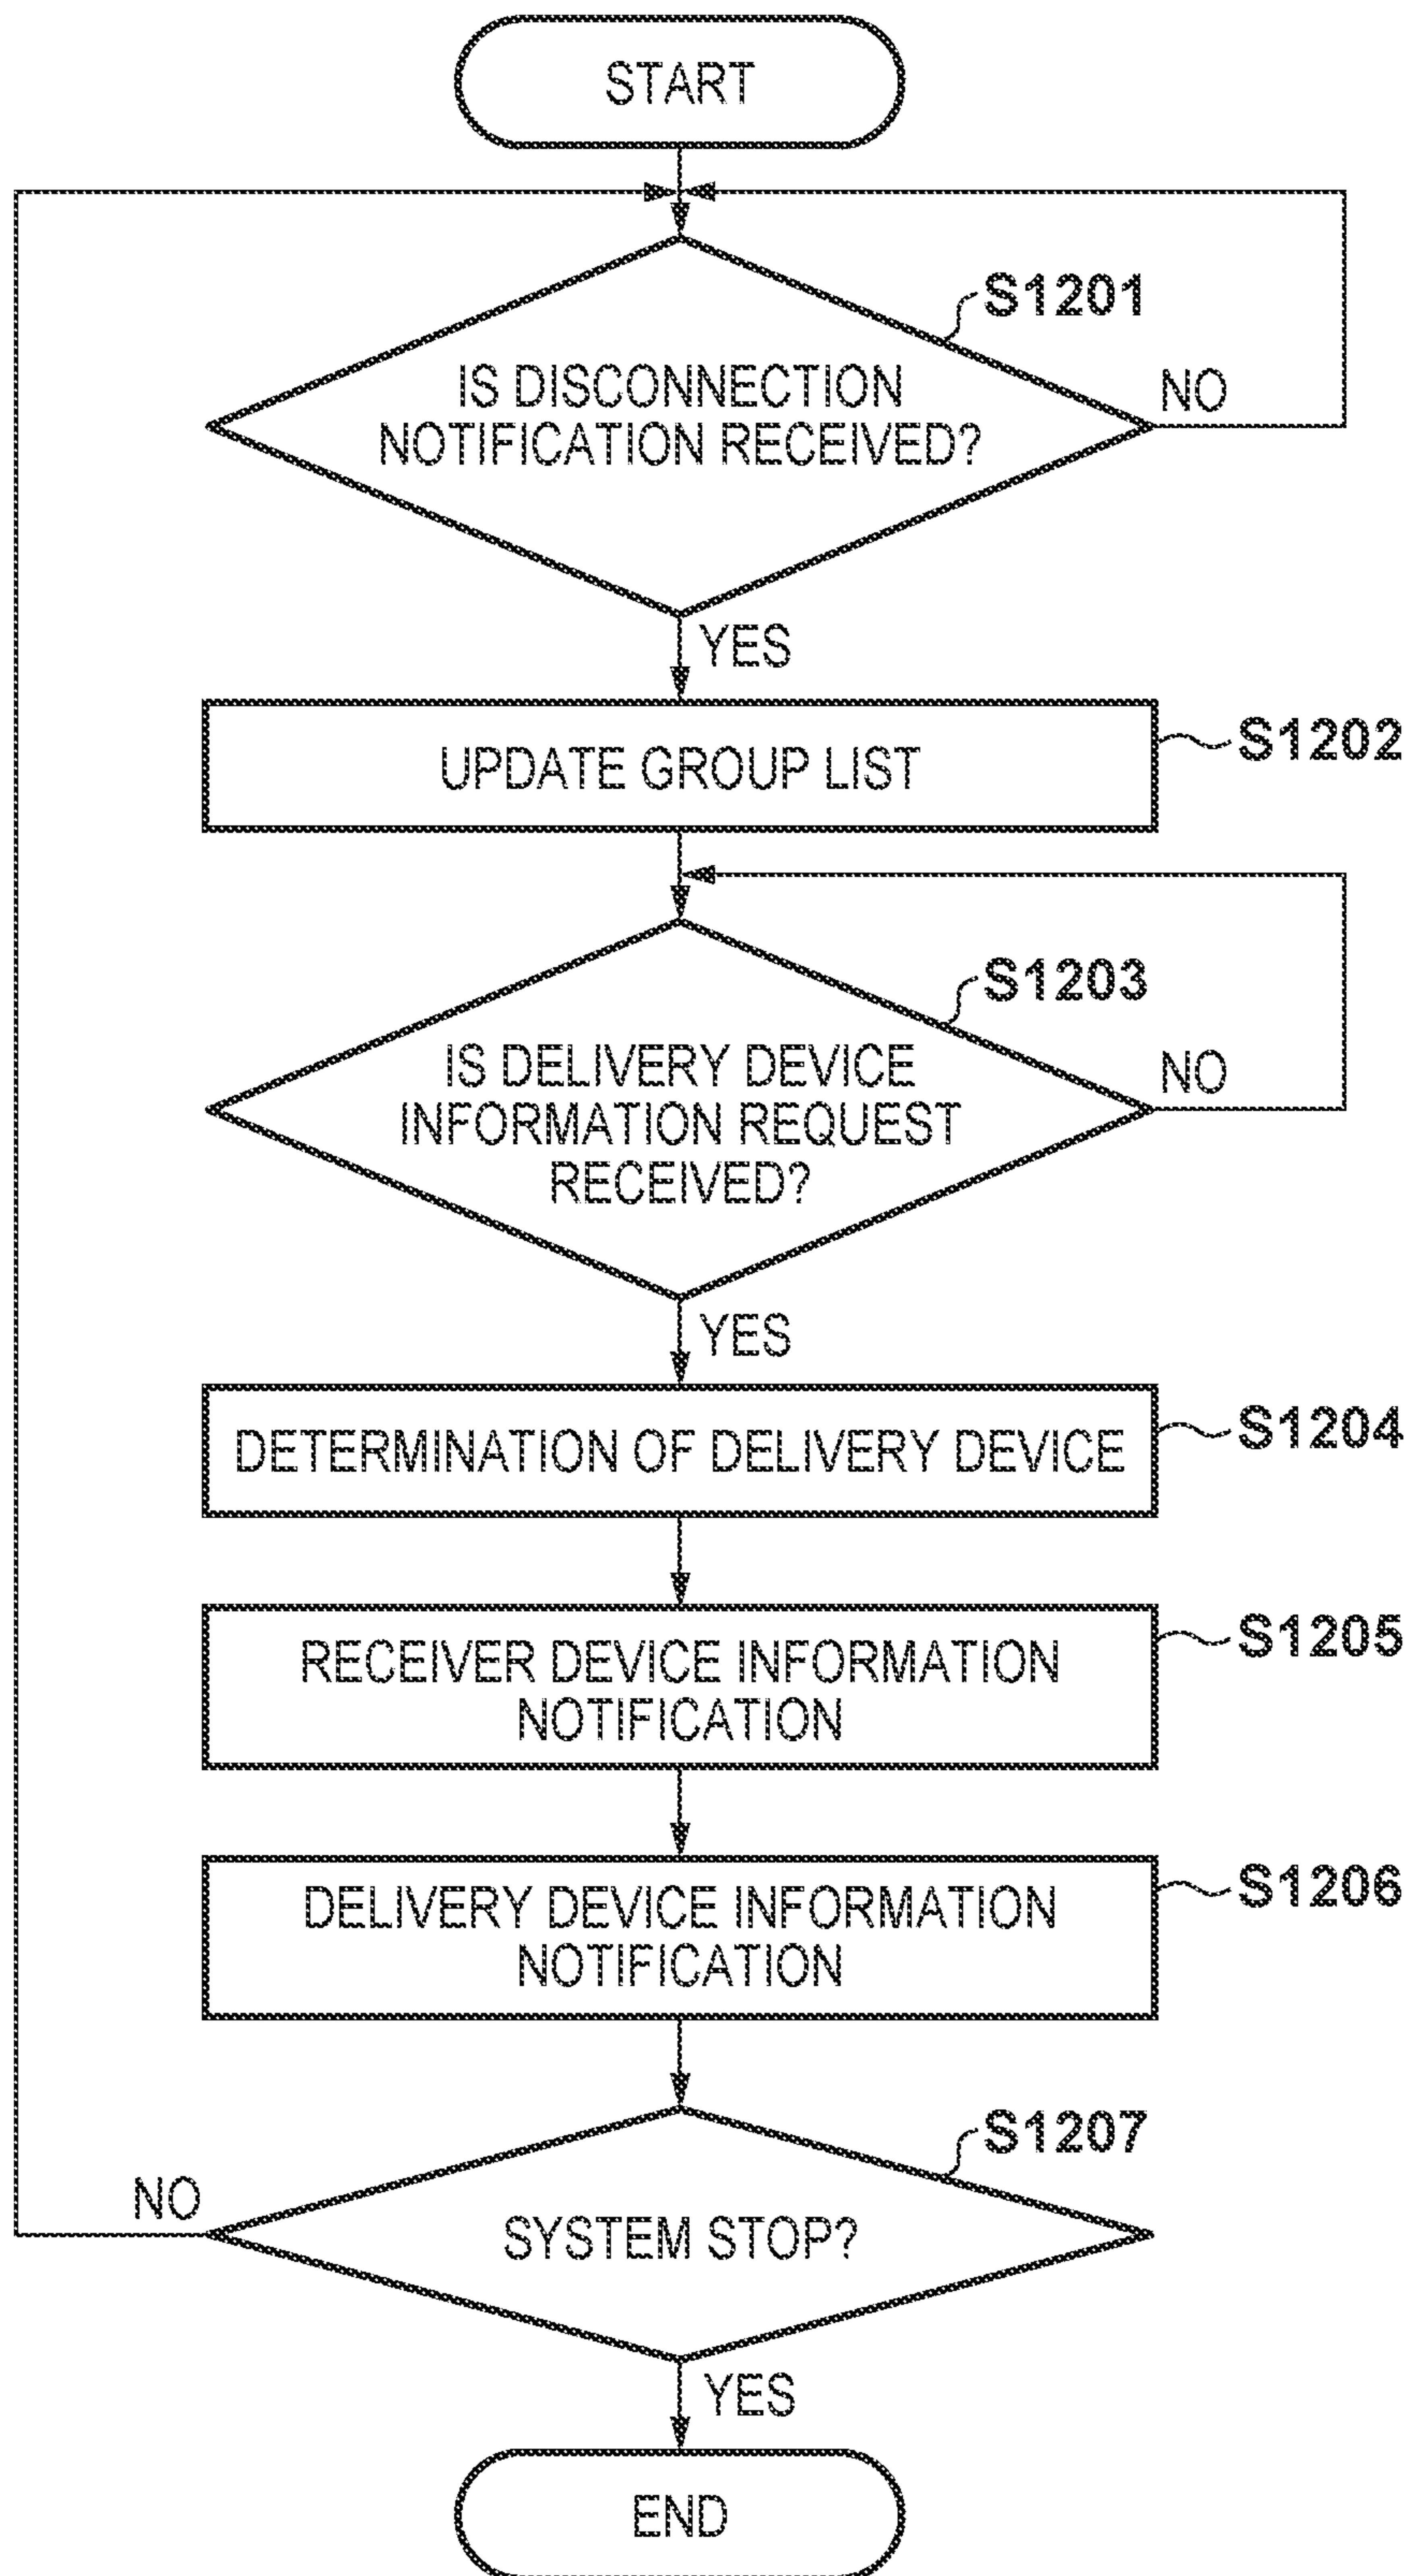 START
S1201
IS DISCONNECTION
NOTIFICATION RECEIVED?
NO
YES
UPDATE GROUP LIST
S1202
S1203
IS DELIVERY DEVICE
INFORMATION REQUEST
RECEIVED?
NO
YES
DETERMINATION OF DELIVERY DEVICE
S1204
RECEIVER DEVICE INFORMATION
NOTIFICATION
S1205
DELIVERY DEVICE INFORMATION
NOTIFICATION
S1206
S1207
NO
SYSTEM STOP?
YES
END